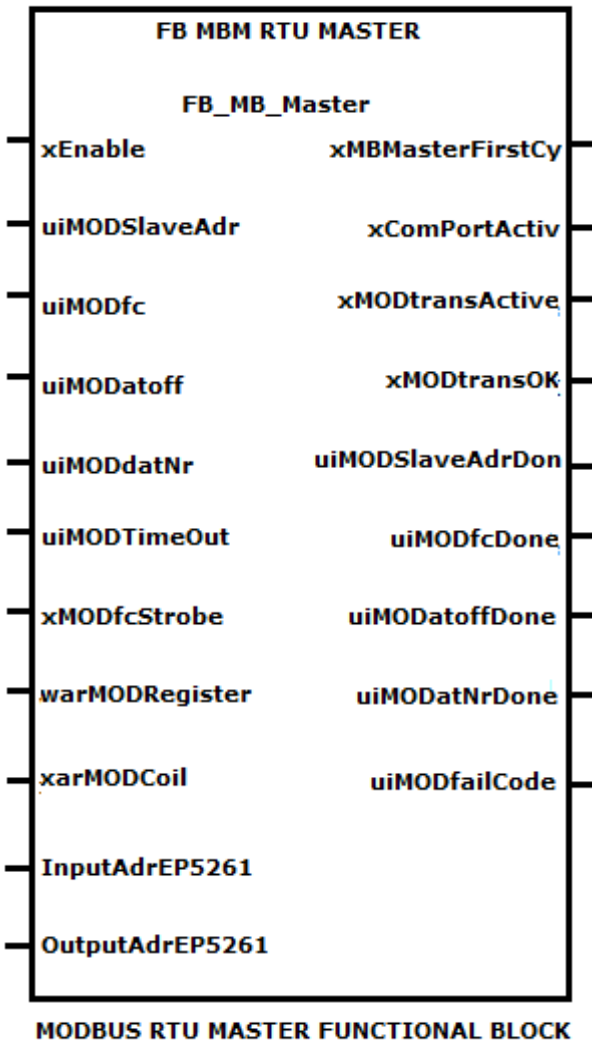 FB MBM RTU MASTER
FB_MB_Master
xEnable xMBMasterFirstCy
uiMODSlaveAdr xComPortActiv
uiMODfc xMODtransActive
uiMODatoff xMODtransOK
uiMODdatNr uiMODSlaveAdrDon
uiMODTimeOut uiMODfcDone
xMODfcStrobe uiMODatoffDone
warMODRegister uiMODatNrDone
xarMODCoil uiMODfailCode
InputAdrEP5261
OutputAdrEP5261
MODBUS RTU MASTER FUNCTIONAL BLOCK